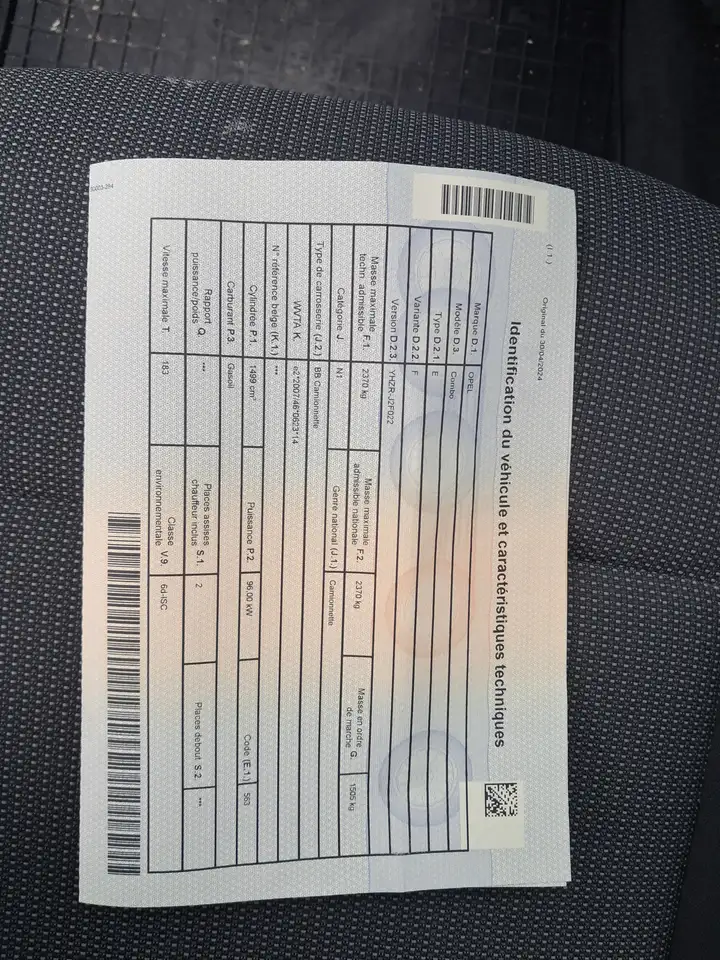 Original du 30/04/2024
(I-1.)
Identification du véhicule et caractéristiques techniques
Marque D.1. OPEL
Modèle D.3. Combo
Type D.2.1. E
Variante D.2.2. F
Version D.2.3. YHZR-J2F022
Masse maximale techn. admissible F.1. 2370 kg Masse maximale admissible nationale F.2. 2370 kg Masse en ordre de marche G. 1505 kg
Catégorie J. N1 Genre national (J.1.) Camionnette
Type de carrosserie (J.2.) BB Camionnette
WVTA K. e2*2007/46*0623*14
N° référence belge (K.1.) ***
Cylindrée P.1. 1499 cm³ Puissance P.2. 96,00 kW Code (E.1.) 563
Carburant P.3. Gasoil
Rapport puissance/poids Q. *** Places assises chauffeur inclus S.1. 2 Places debout S.2. ***
Vitesse maximale T. 183 Classe environnementale V.9. 6d-ISC